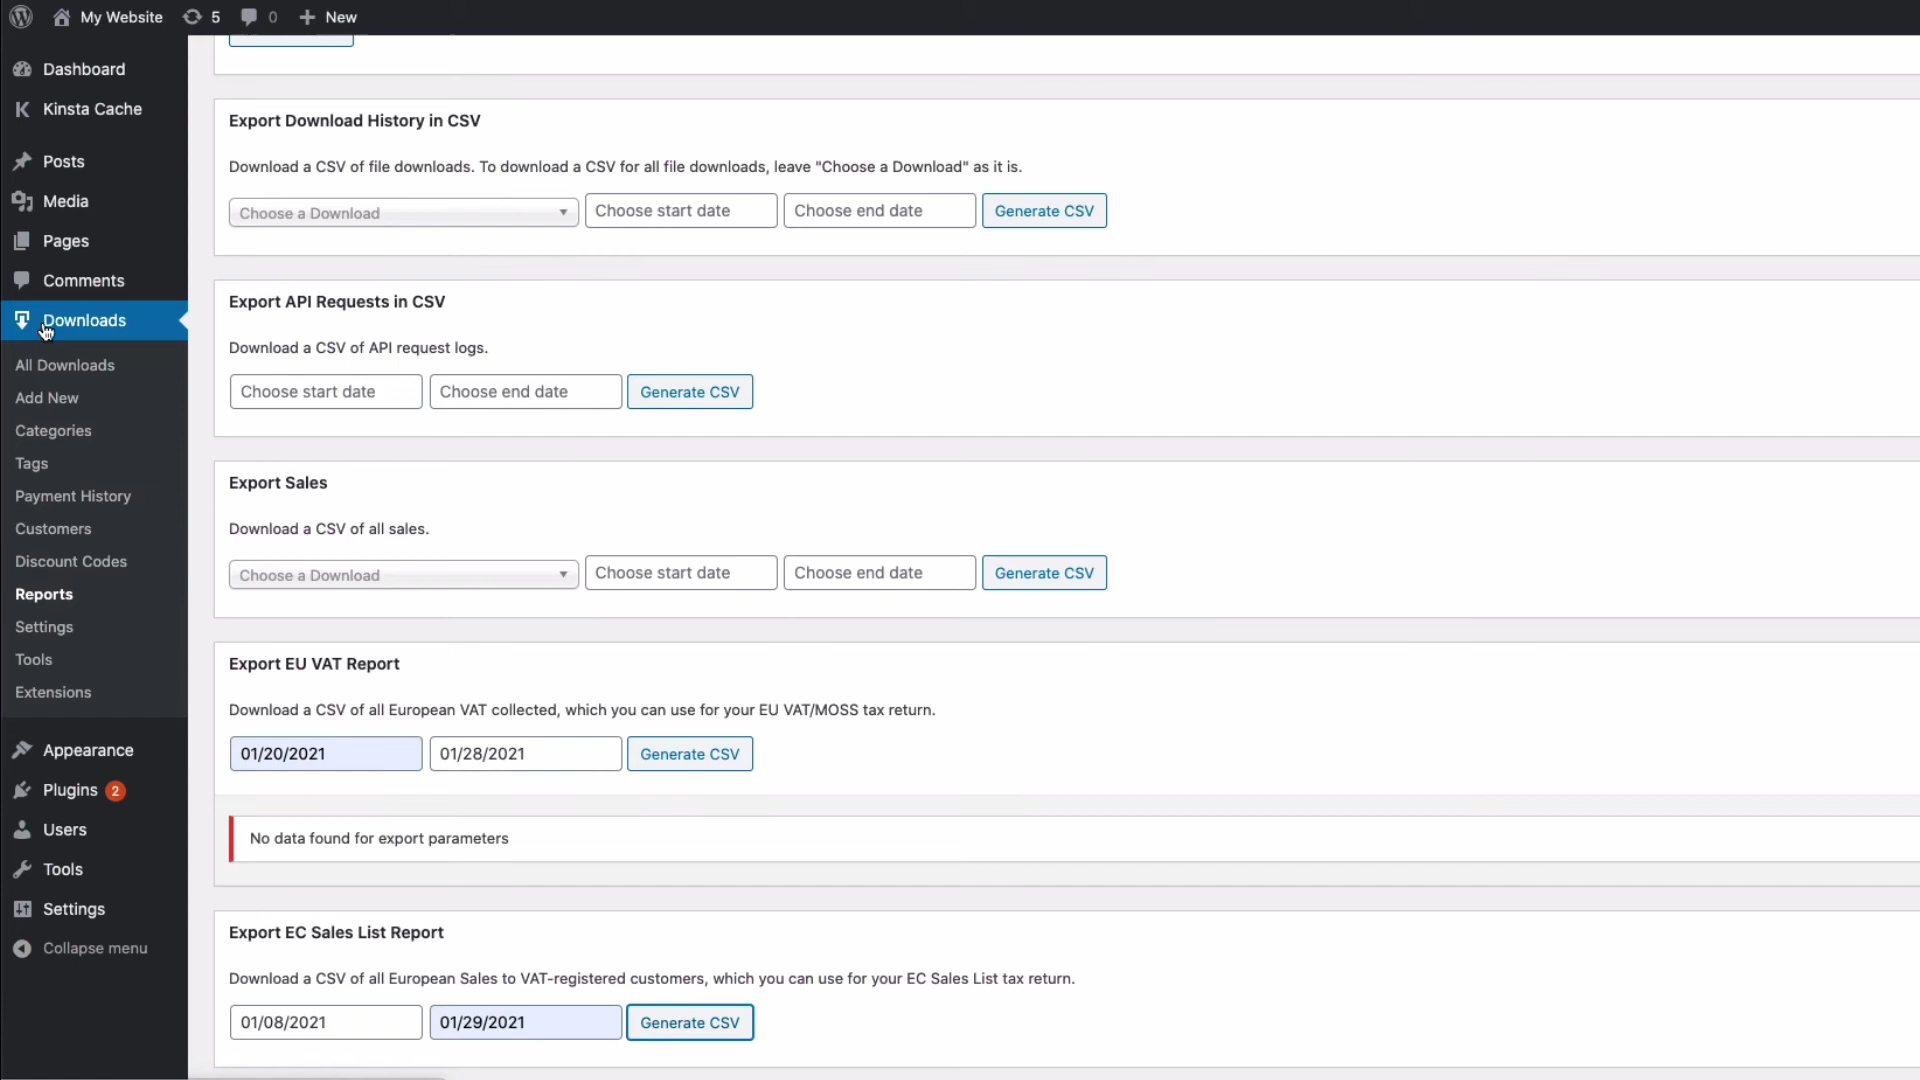 My Website
5
0
New
Dashboard
Kinsta Cache
Posts
Media
Pages
Comments
Downloads
All Downloads
Add New
Categories
Tags
Payment History
Customers
Discount Codes
Reports
Settings
Tools
Extensions
Appearance
Plugins 2
Users
Tools
Settings
Collapse menu
Export Download History in CSV
Download a CSV of file downloads. To download a CSV for all file downloads, leave "Choose a Download" as it is.
Choose a Download Choose start date Choose end date Generate CSV
Export API Requests in CSV
Download a CSV of API request logs.
Choose start date Choose end date Generate CSV
Export Sales
Download a CSV of all sales.
Choose a Download Choose start date Choose end date Generate CSV
Export EU VAT Report
Download a CSV of all European VAT collected, which you can use for your EU VAT/MOSS tax return.
01/20/2021 01/28/2021 Generate CSV
No data found for export parameters
Export EC Sales List Report
Download a CSV of all European Sales to VAT-registered customers, which you can use for your EC Sales List tax return.
01/08/2021 01/29/2021 Generate CSV